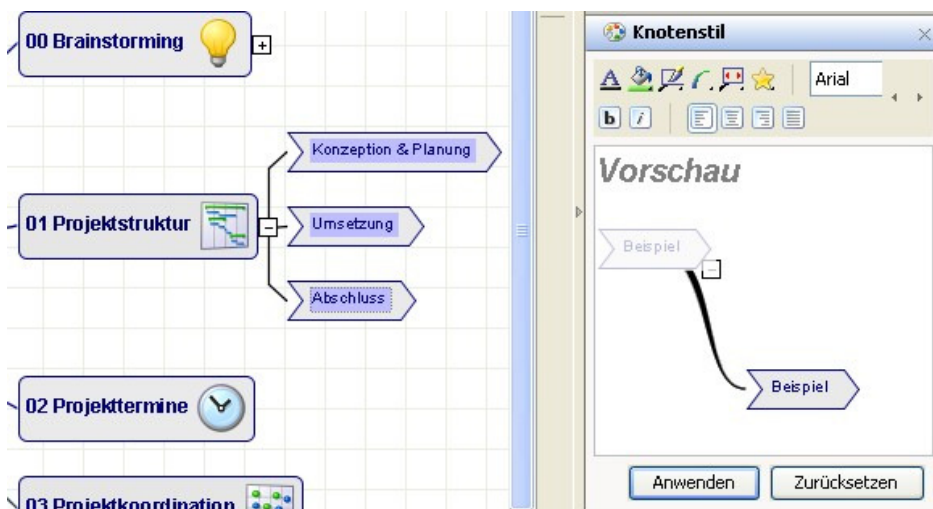 00 Brainstorming
Konzeption & Planung
01 Projektstruktur
Umsetzung
Abschluss
02 Projekttermine
03 Projektkoordination
Knotenstil
A
Arial
b i
Vorschau
Beispiel
Beispiel
Anwenden Zurücksetzen